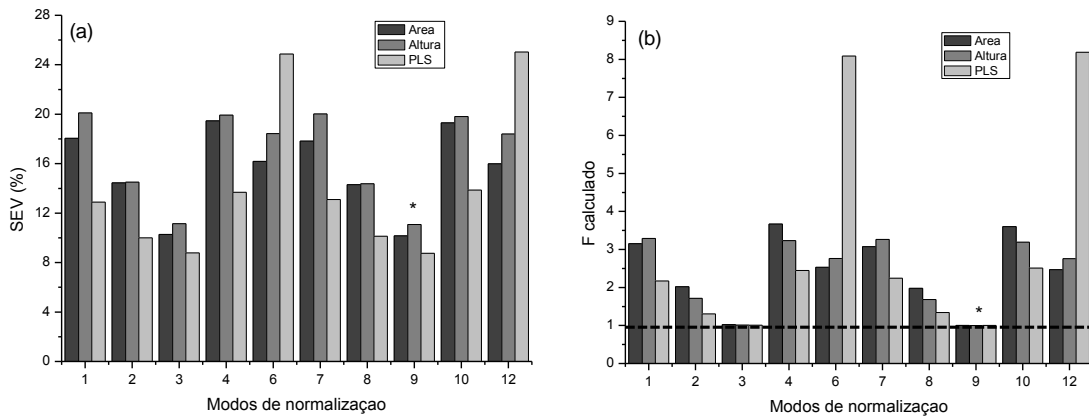 (a)
Area
Altura
PLS
28
24
20
16
12
8
4
0
SEV (%)
*
1 2 3 4 6 7 8 9 10 12
Modos de normalizaçao
(b)
Area
Altura
PLS
9
8
7
6
5
4
3
2
1
0
F calculado
*
1 2 3 4 6 7 8 9 10 12
Modos de normalizaçao